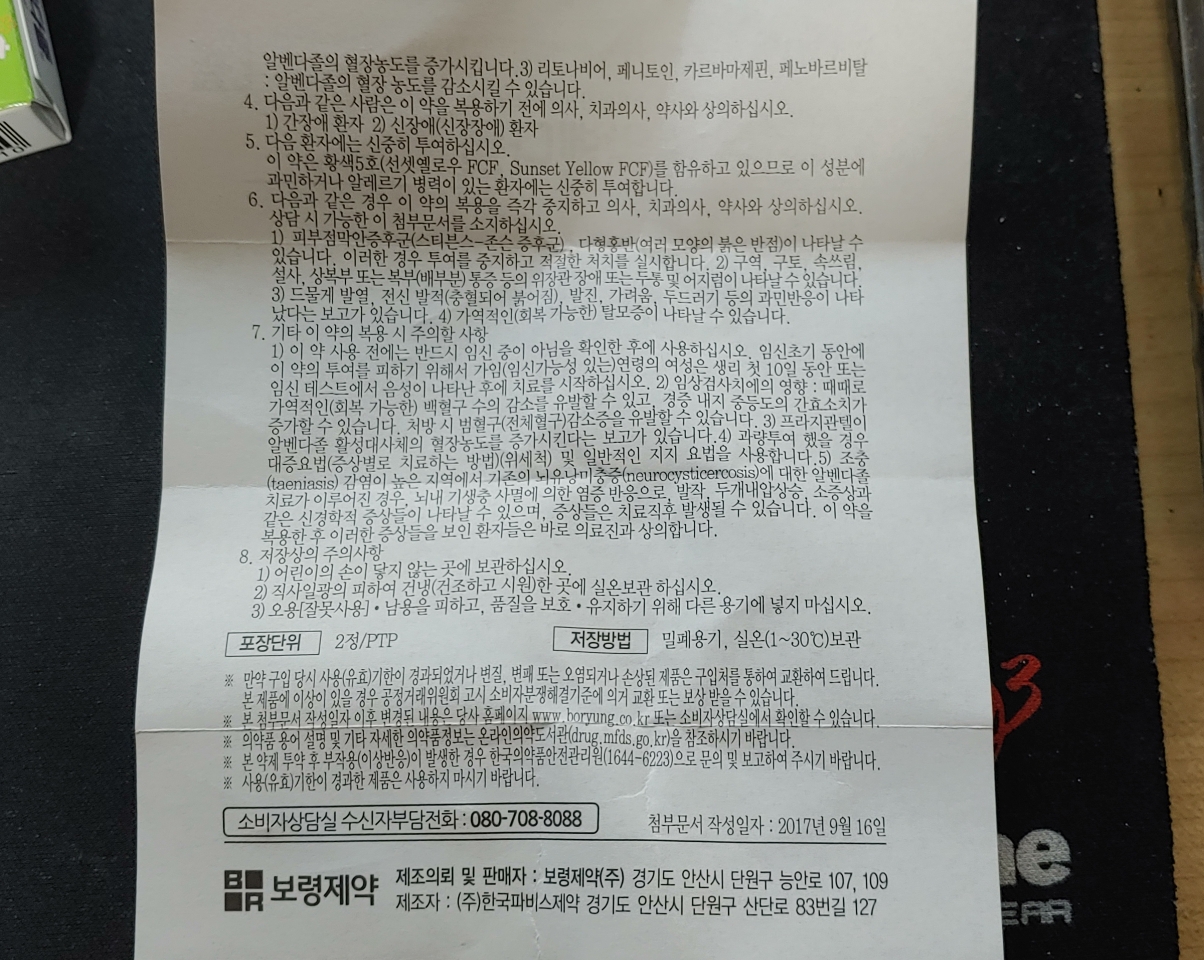 알벤다졸의 혈장농도를 증가시킵니다.3) 리토나비어, 페니토인, 카르바마제핀, 페노바르비탈
: 알벤다졸의 혈장 농도를 감소시킬 수 있습니다.
4. 다음과 같은 사람은 이 약을 복용하기 전에 의사, 치과의사, 약사와 상의하십시오.
1) 간장애 환자 2) 신장애(신장장애) 환자
5. 다음 환자에는 신중히 투여하십시오.
이 약은 황색5호(선셋옐로우 FCF, Sunset Yellow FCF)를 함유하고 있으므로 이 성분에
과민하거나 알레르기 병력이 있는 환자에는 신중히 투여합니다.
6. 다음과 같은 경우 이 약의 복용을 즉각 중지하고 의사, 치과의사, 약사와 상의하십시오.
상담 시 가능한 이 첨부문서를 소지하십시오.
1) 피부점막안증후군(스티븐스-존슨 증후군), 다형홍반(여러 모양의 붉은 반점)이 나타날 수
있습니다. 이러한 경우 투여를 중지하고 적절한 처치를 실시합니다. 2) 구역, 구토, 속쓰림,
설사, 상복부 또는 복부(배부분) 통증 등의 위장관 장애 또는 두통 및 어지럼이 나타날 수 있습니다.
3) 드물게 발열, 전신 발적(충혈되어 붉어짐), 발진, 가려움, 두드러기 등의 과민반응이 나타
났다는 보고가 있습니다. 4) 가역적인(회복 가능한) 탈모증이 나타날 수 있습니다.
7. 기타 이 약의 복용 시 주의할 사항
1) 이 약 사용 전에는 반드시 임신 중이 아님을 확인한 후에 사용하십시오. 임신초기 동안에
이 약의 투여를 피하기 위해서 가임(임신가능성 있는)연령의 여성은 생리 첫 10일 동안 또는
임신 테스트에서 음성이 나타난 후에 치료를 시작하십시오. 2) 임상검사치에의 영향 : 때때로
가역적인(회복 가능한) 백혈구 수의 감소를 유발할 수 있고, 경증 내지 중등도의 간효소치가
증가할 수 있습니다. 처방 시 범혈구(전체혈구)감소증을 유발할 수 있습니다. 3) 프라지관텔이
알벤다졸 활성대사체의 혈장농도를 증가시킨다는 보고가 있습니다.4) 과량투여 했을 경우
대증요법(증상별로 치료하는 방법)(위세척) 및 일반적인 지지 요법을 사용합니다.5) 조충
(taeniasis) 감염이 높은 지역에서 기존의 뇌유낭미충증(neurocysticercosis)에 대한 알벤다졸
치료가 이루어진 경우, 뇌내 기생충 사멸에 의한 염증 반응으로, 발작, 두개내압상승, 소증상과
같은 신경학적 증상들이 나타날 수 있으며, 증상들은 치료직후 발생될 수 있습니다. 이 약을
복용한 후 이러한 증상들을 보인 환자들은 바로 의료진과 상의합니다.
8. 저장상의 주의사항
1) 어린이의 손이 닿지 않는 곳에 보관하십시오.
2) 직사일광의 피하여 건냉(건조하고 시원)한 곳에 실온보관 하십시오.
3) 오용[잘못사용]•남용을 피하고, 품질을 보호•유지하기 위해 다른 용기에 넣지 마십시오.
포장단위 2정/PTP 저장방법 밀폐용기, 실온(1~30℃)보관
※ 만약 구입 당시 사용(유효)기한이 경과되었거나 변질, 변패 또는 오염되거나 손상된 제품은 구입처를 통하여 교환하여 드립니다.
본 제품에 이상이 있을 경우 공정거래위원회 고시 소비자분쟁해결기준에 의거 교환 또는 보상 받을 수 있습니다.
※ 본 첨부문서 작성일자 이후 변경된 내용은 당사 홈페이지 www.boryung.co.kr 또는 소비자상담실에서 확인할 수 있습니다.
※ 의약품 용어 설명 및 기타 자세한 의약품정보는 온라인의약도서관(drug.mfds.go.kr)을 참조하시기 바랍니다.
※ 본 약제 투약 후 부작용(이상반응)이 발생한 경우 한국의약품안전관리원(1644-6223)으로 문의 및 보고하여 주시기 바랍니다.
※ 사용(유효)기한이 경과한 제품은 사용하지 마시기 바랍니다.
소비자상담실 수신자부담전화 : 080-708-8088
첨부문서 작성일자 : 2017년 9월 16일
B R 보령제약
제조의뢰 및 판매자 : 보령제약(주) 경기도 안산시 단원구 능안로 107, 109
제조자 : (주)한국파비스제약 경기도 안산시 단원구 산단로 83번길 127